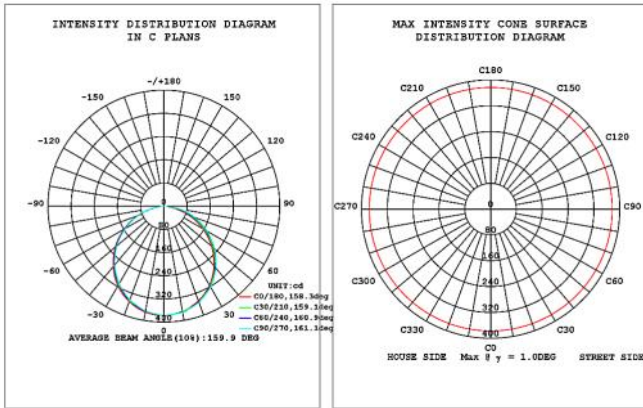 INTENSITY DISTRIBUTION DIAGRAM
IN C PLANS
-/+180
-150
150
-120
120
-90
90
-60
60
-30
30
0
0
80
160
240
320
420
UNIT:cd
C0/180,158.3deg
C30/210,159.1deg
C60/240,160.9deg
C90/270,161.1deg
AVERAGE BEAM ANGLE(10%):159.9 DEG
MAX INTENSITY CONE SURFACE
DISTRIBUTION DIAGRAM
C180
C210
C150
C240
C120
C270
C90
C300
C60
C330
C30
C0
0
80
160
240
320
400
HOUSE SIDE Max @ γ = 1.0DEG STREET SIDE